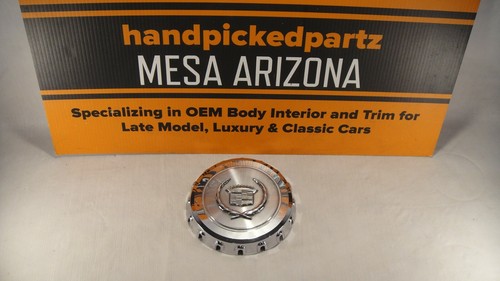 handpickedpartz
MESA ARIZONA
Specializing in OEM Body Interior and Trim for
Late Model, Luxury & Classic Cars